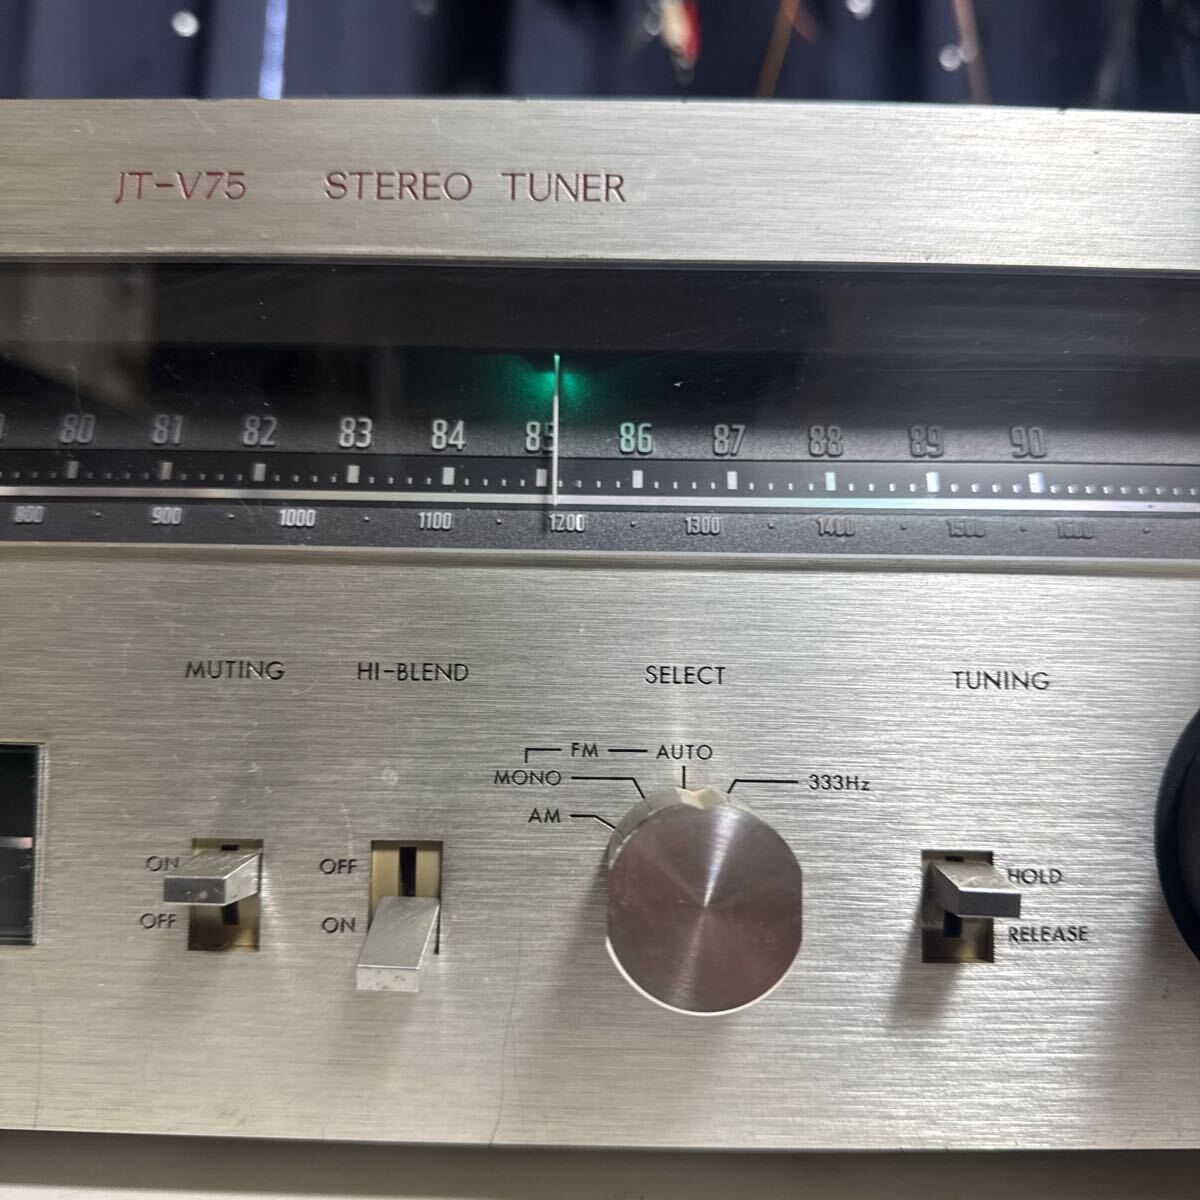 JT-V75 STEREO TUNER
80 81 82 83 84 85 86 87 88 89 90
800 900 1000 1100 1200 1300 1400 1500 1600
MUTING HI-BLEND SELECT TUNING
FM AUTO
MONO 333Hz
AM
ON OFF HOLD
OFF ON RELEASE